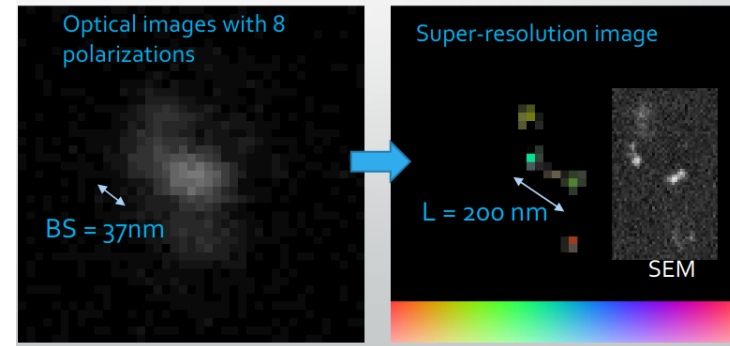 Optical images with 8
polarizations
BS = 37nm
Super-resolution image
L = 200 nm
SEM